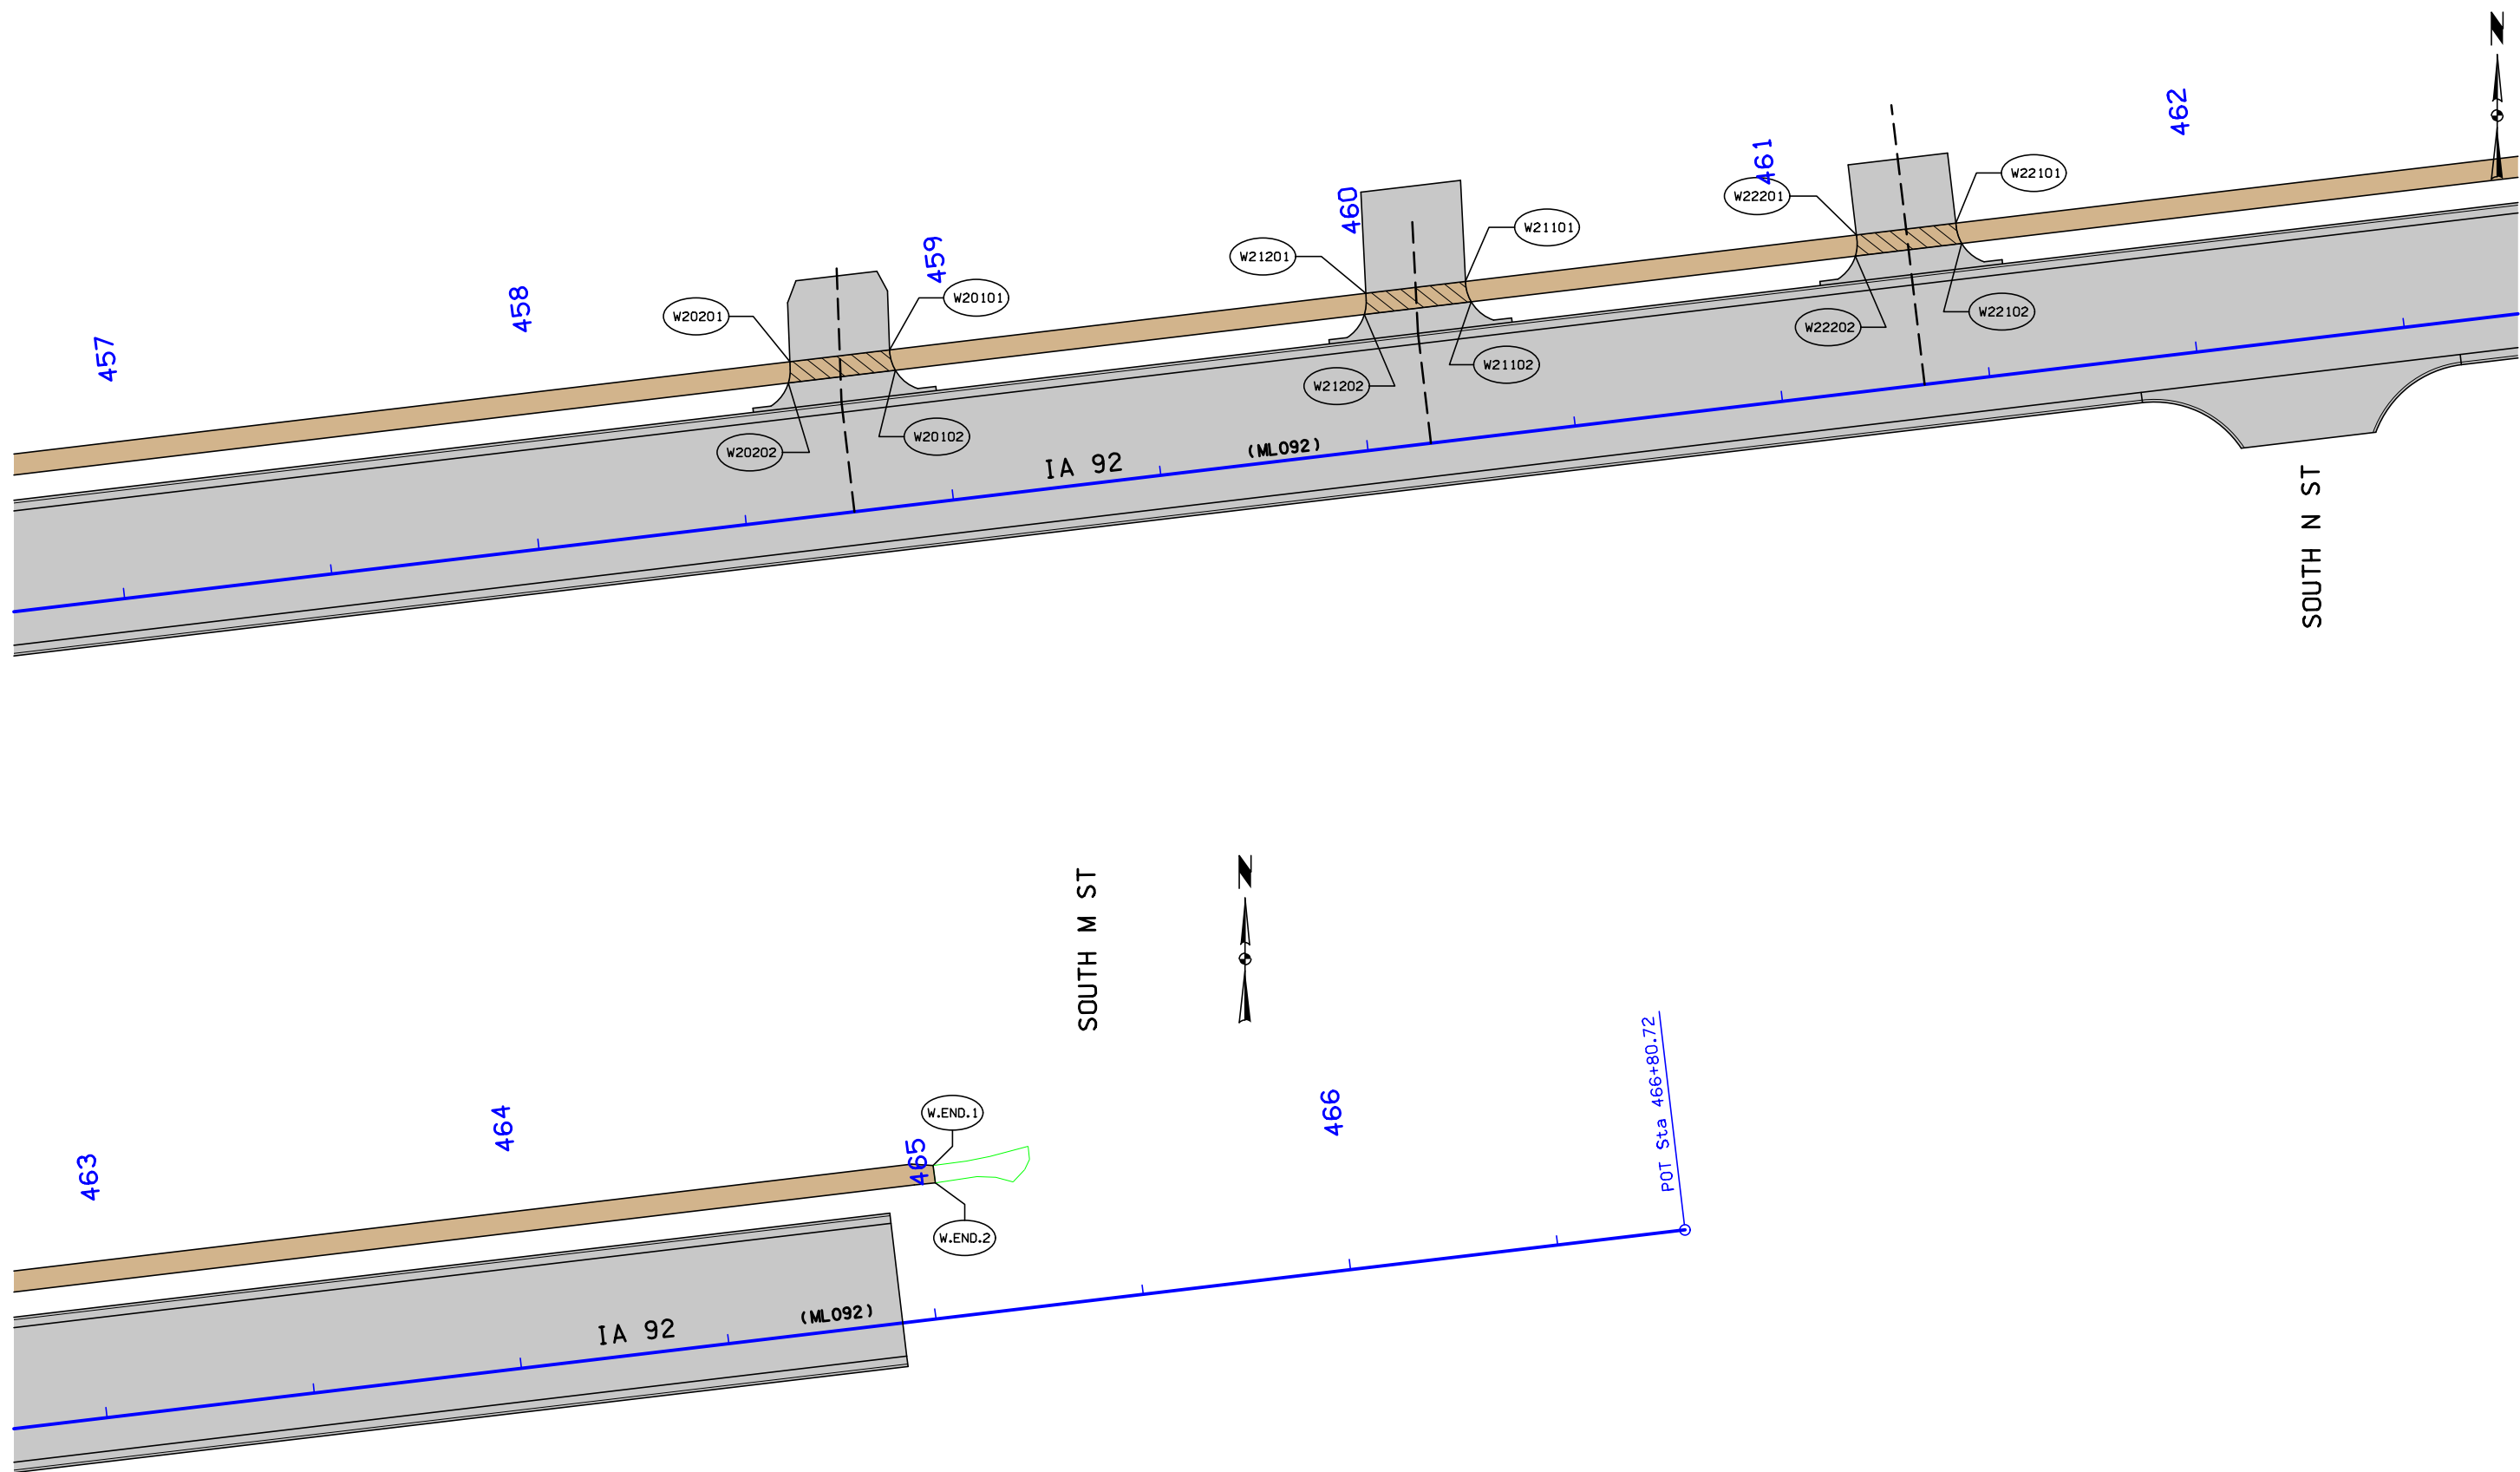 N
462
461
W22101
W22201
460
W21101
W21201
459
W20101
458
W20201
457
W22102
W22202
W21102
W21202
W20102
W20202
(ML092)
IA 92
SOUTH N ST
SOUTH M ST
N
POT Sta 466+80.72
466
W.END.1
465
464
463
W.END.2
(ML092)
IA 92